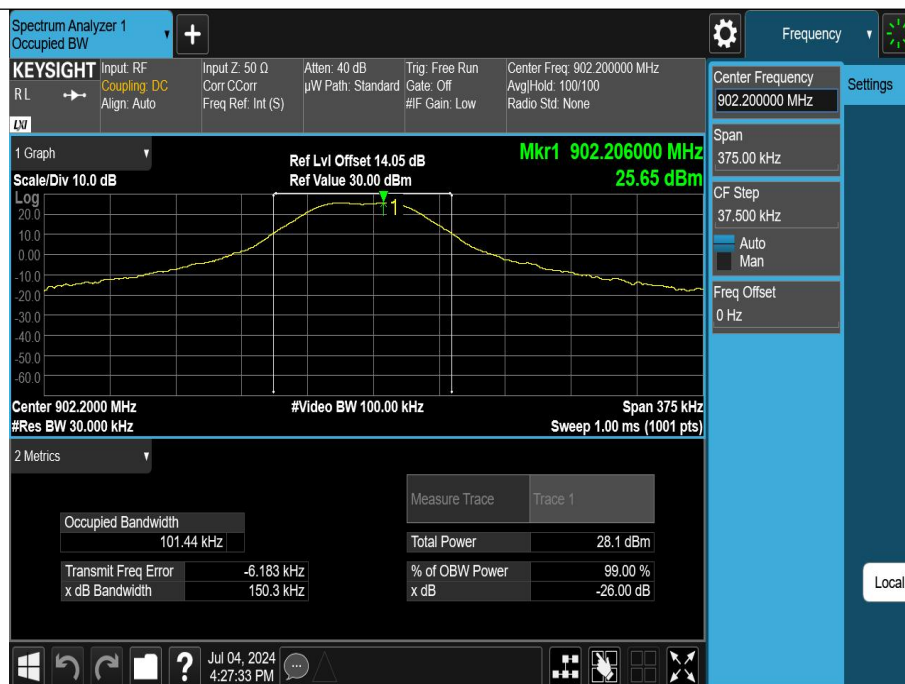 Spectrum Analyzer 1
Occupied BW
Frequency
KEYSIGHT
RL
LXI
Input: RF
Coupling: DC
Align: Auto
Input Z: 50 Ω
Corr CCorr
Freq Ref: Int (S)
Atten: 40 dB
µW Path: Standard
Trig: Free Run
Gate: Off
#IF Gain: Low
Center Freq: 902.200000 MHz
Avg|Hold: 100/100
Radio Std: None
Center Frequency
902.200000 MHz
Settings
Span
375.00 kHz
CF Step
37.500 kHz
Auto
Man
Freq Offset
0 Hz
1 Graph
Scale/Div 10.0 dB
Ref Lvl Offset 14.05 dB
Ref Value 30.00 dBm
Mkr1 902.206000 MHz
25.65 dBm
Log
20.0
10.0
0.00
-10.0
-20.0
-30.0
-40.0
-50.0
-60.0
1
Center 902.2000 MHz
#Video BW 100.00 kHz
Span 375 kHz
#Res BW 30.000 kHz
Sweep 1.00 ms (1001 pts)
2 Metrics
Measure Trace
Trace 1
Occupied Bandwidth
101.44 kHz
Total Power
28.1 dBm
Transmit Freq Error
-6.183 kHz
% of OBW Power
99.00 %
x dB Bandwidth
150.3 kHz
x dB
-26.00 dB
Local
?
Jul 04, 2024
4:27:33 PM